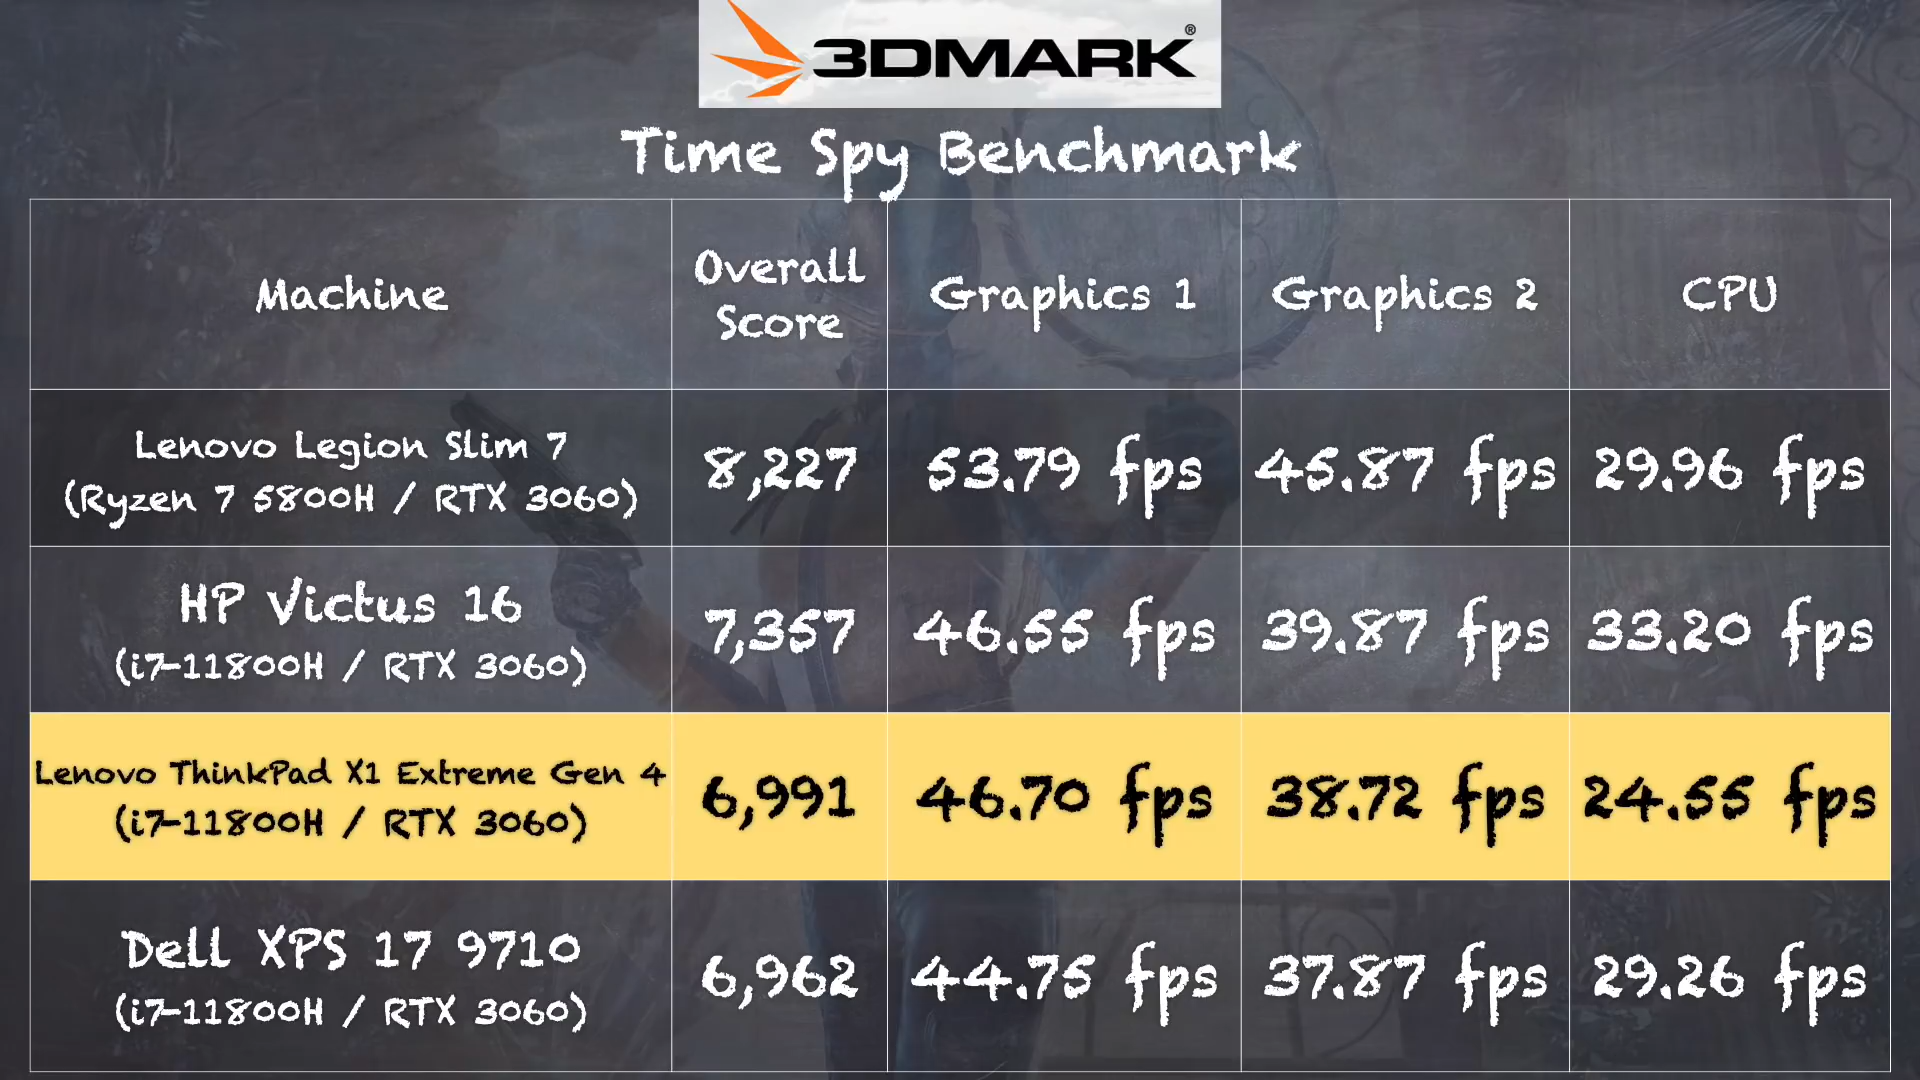 3DMARK®
Time Spy Benchmark
Machine
Overall
Score
Graphics 1
Graphics 2
CPU
Lenovo Legion Slim 7
(Ryzen 7 5800H / RTX 3060)
8,227
53.79 fps
45.87 fps
29.96 fps
HP Victus 16
(i7-11800H / RTX 3060)
7,357
46.55 fps
39.87 fps
33.20 fps
Lenovo ThinkPad X1 Extreme Gen 4
(i7-11800H / RTX 3060)
6,991
46.70 fps
38.72 fps
24.55 fps
Dell XPS 17 9710
(i7-11800H / RTX 3060)
6,962
44.75 fps
37.87 fps
29.26 fps